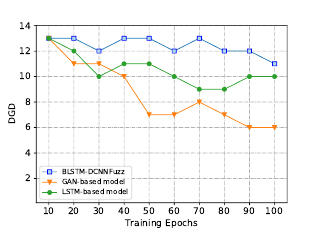 14
12
10
8
6
4
2
DGD
BLSTM-DCNNFuzz
GAN-based model
LSTM-based model
10 20 30 40 50 60 70 80 90 100
Training Epochs